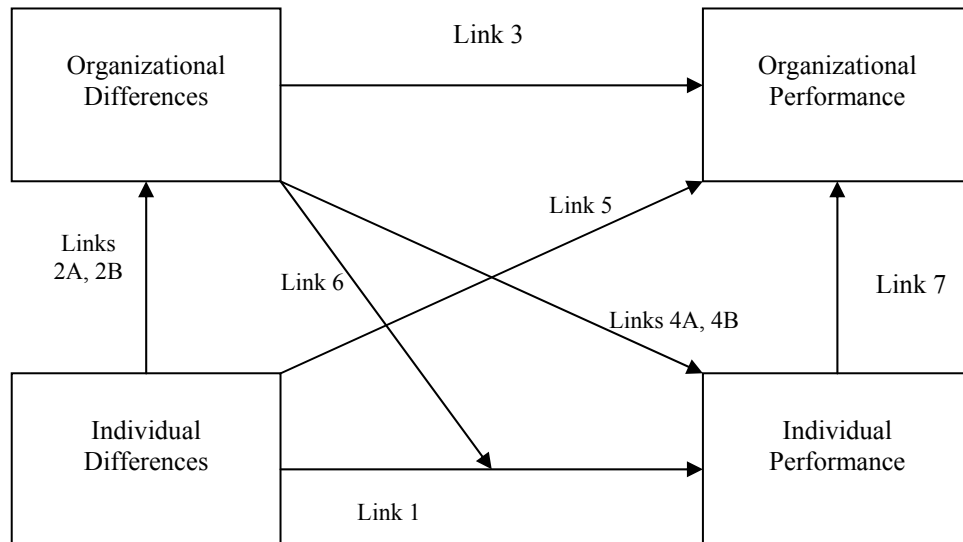 Link 3
Organizational
Differences
Organizational
Performance
Link 5
Links
2A, 2B
Link 6
Link 7
Links 4A, 4B
Individual
Differences
Individual
Performance
Link 1